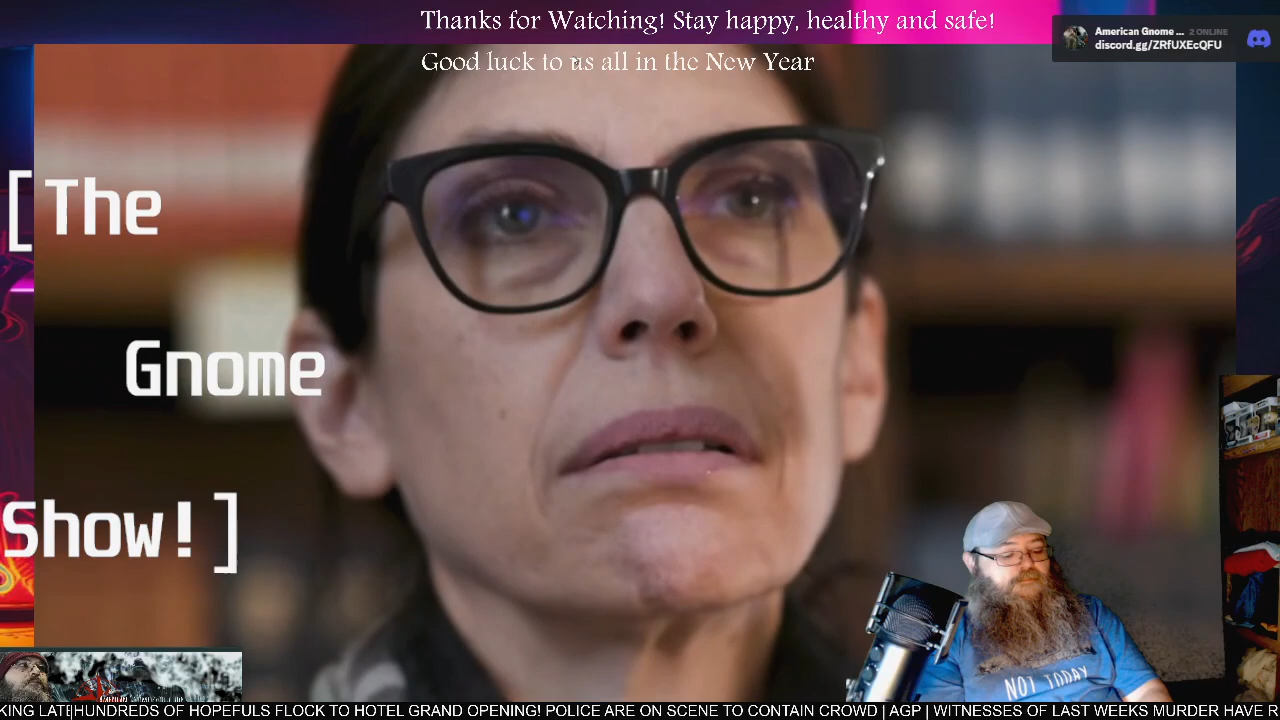 Thanks for Watching! Stay happy, healthy and safe!
Good luck to us all in the New Year
American Gnome ... 2 ONLINE
discord.gg/ZRfUXEcQFU
[The
Gnome
Show!]
NOT TODAY
KING LATE|HUNDREDS OF HOPEFULS FLOCK TO HOTEL GRAND OPENING! POLICE ARE ON SCENE TO CONTAIN CROWD | AGP | WITNESSES OF LAST WEEKS MURDER HAVE R